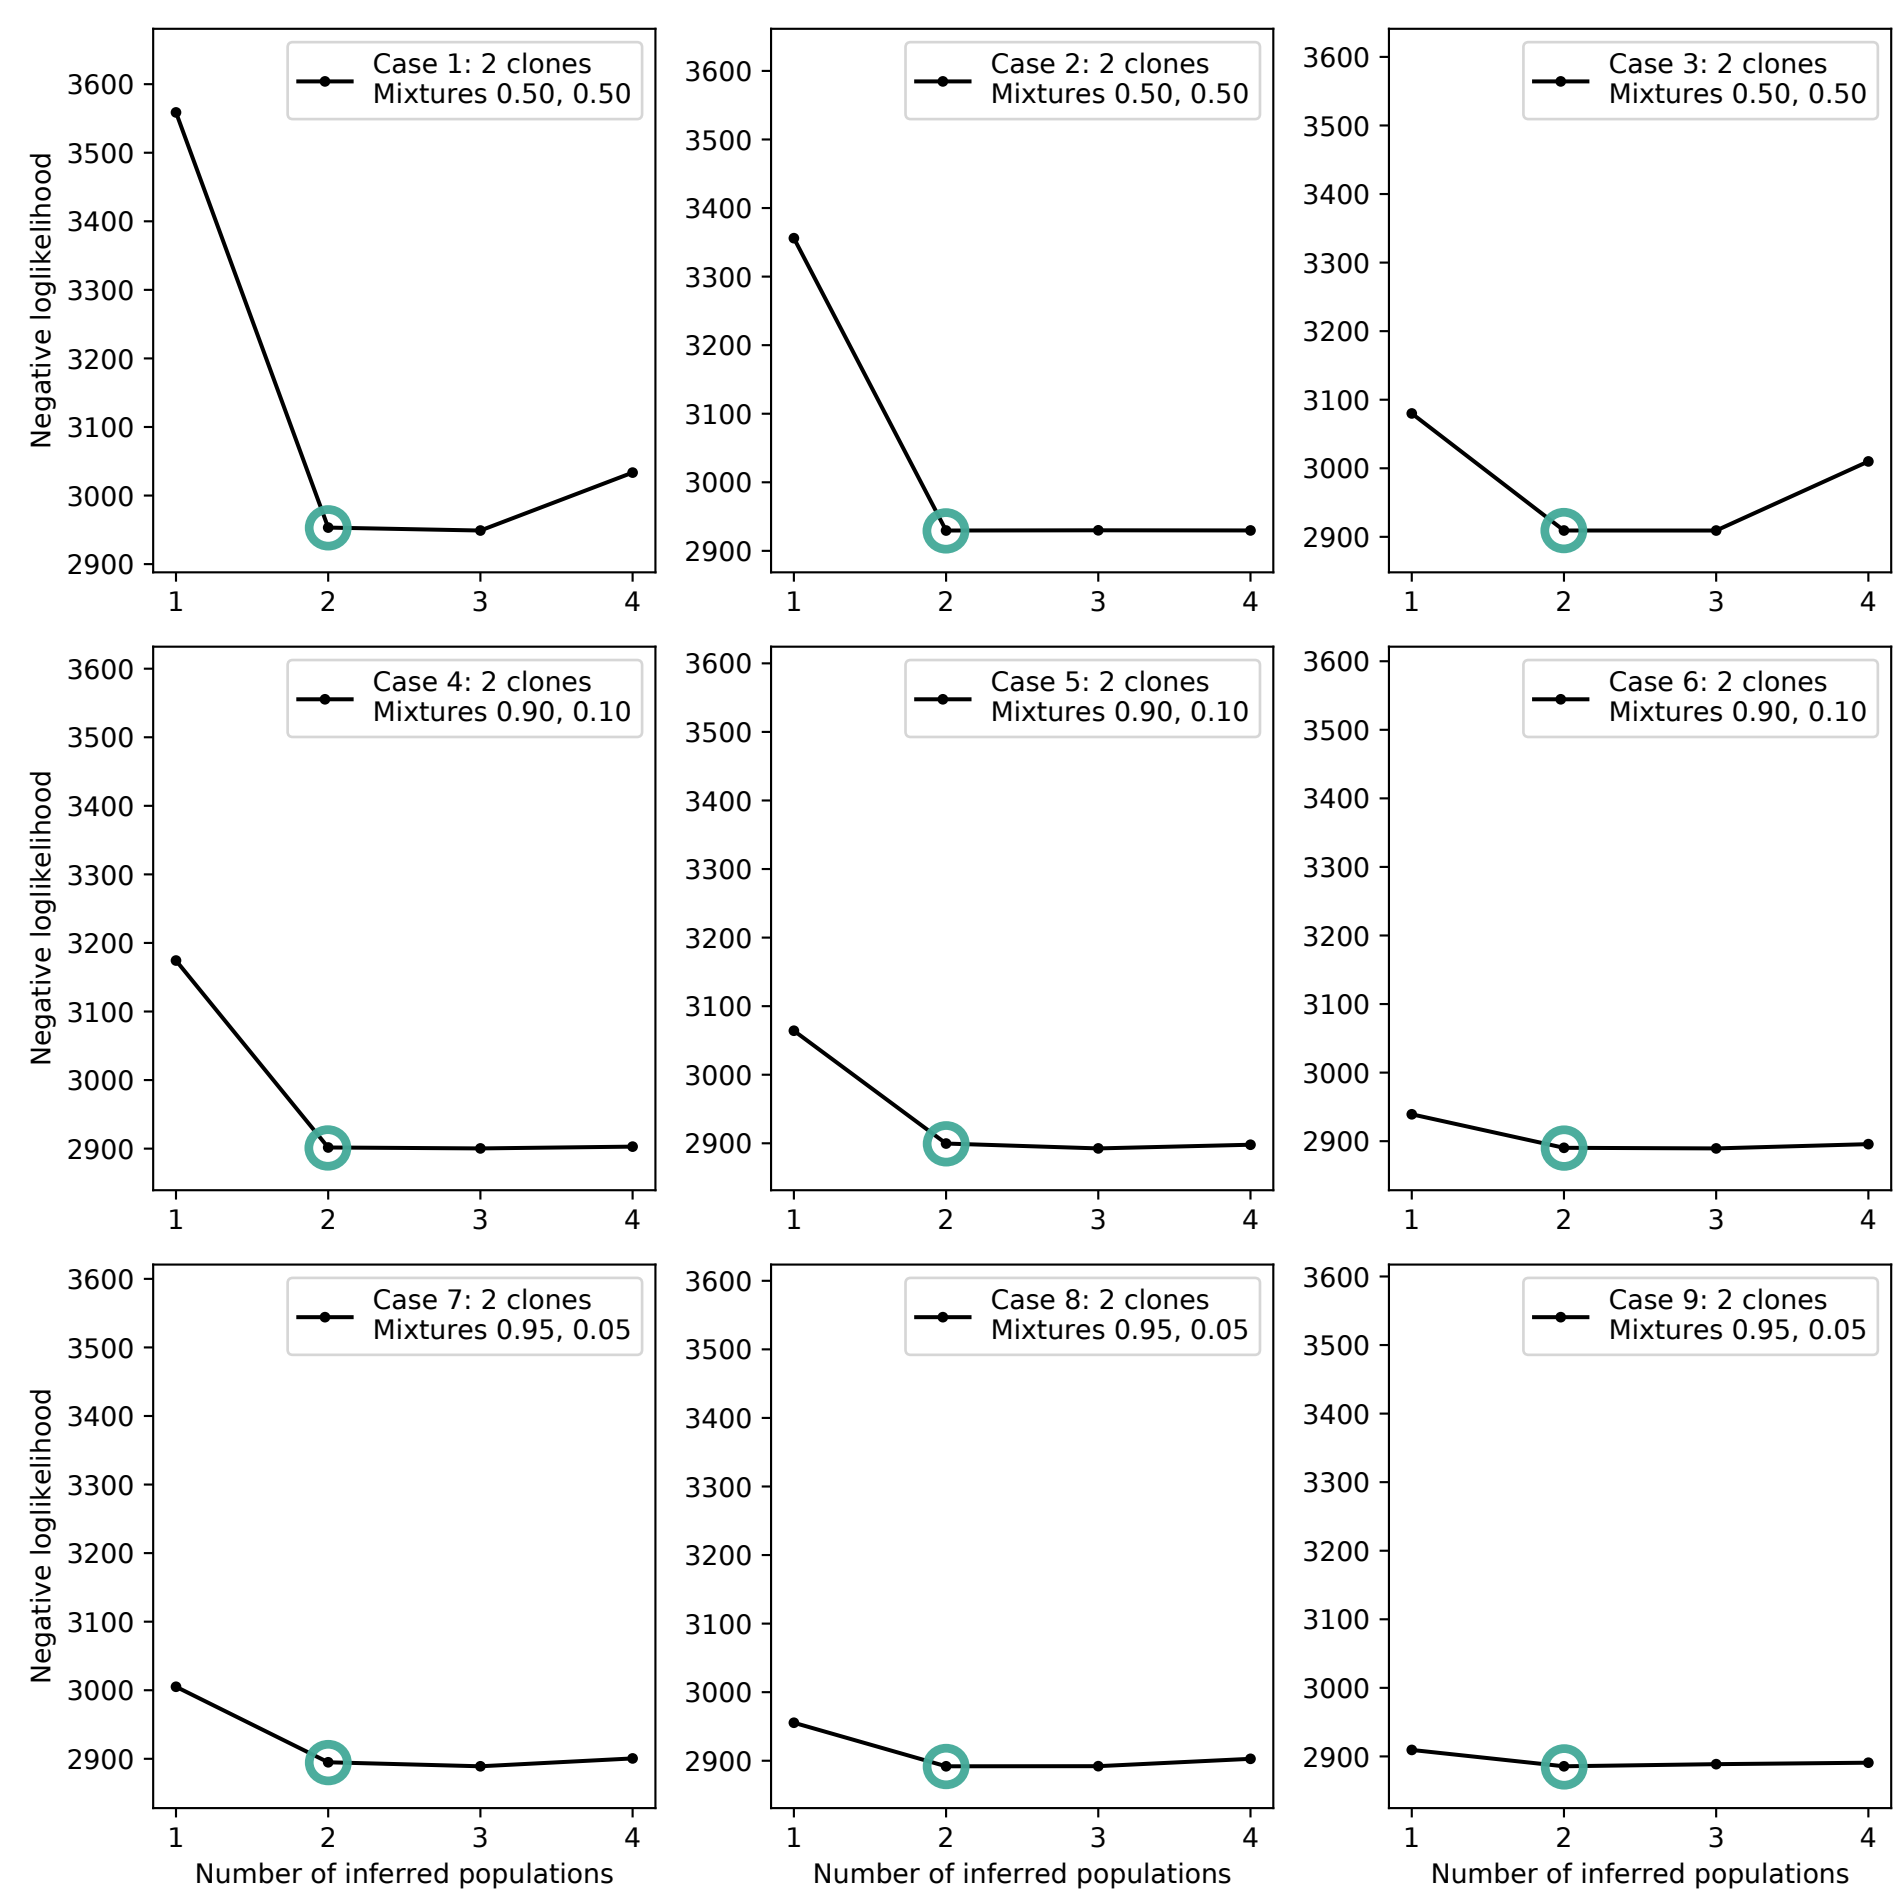 Case 1: 2 clones
Mixtures 0.50, 0.50
Negative loglikelihood
3600
3500
3400
3300
3200
3100
3000
2900
1 2 3 4
Case 2: 2 clones
Mixtures 0.50, 0.50
3600
3500
3400
3300
3200
3100
3000
2900
1 2 3 4
Case 3: 2 clones
Mixtures 0.50, 0.50
3600
3500
3400
3300
3200
3100
3000
2900
1 2 3 4
Case 4: 2 clones
Mixtures 0.90, 0.10
Negative loglikelihood
3600
3500
3400
3300
3200
3100
3000
2900
1 2 3 4
Case 5: 2 clones
Mixtures 0.90, 0.10
3600
3500
3400
3300
3200
3100
3000
2900
1 2 3 4
Case 6: 2 clones
Mixtures 0.90, 0.10
3600
3500
3400
3300
3200
3100
3000
2900
1 2 3 4
Case 7: 2 clones
Mixtures 0.95, 0.05
Negative loglikelihood
3600
3500
3400
3300
3200
3100
3000
2900
1 2 3 4
Number of inferred populations
Case 8: 2 clones
Mixtures 0.95, 0.05
3600
3500
3400
3300
3200
3100
3000
2900
1 2 3 4
Number of inferred populations
Case 9: 2 clones
Mixtures 0.95, 0.05
3600
3500
3400
3300
3200
3100
3000
2900
1 2 3 4
Number of inferred populations